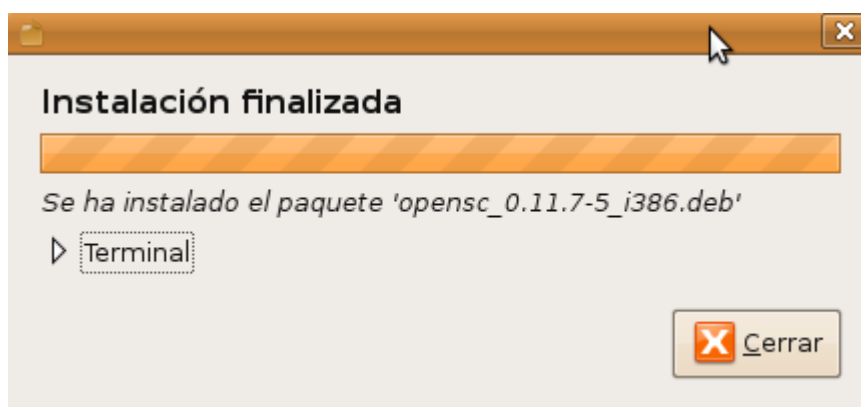 Instalación finalizada
Se ha instalado el paquete 'opensc_0.11.7-5_i386.deb'
Terminal
Cerrar